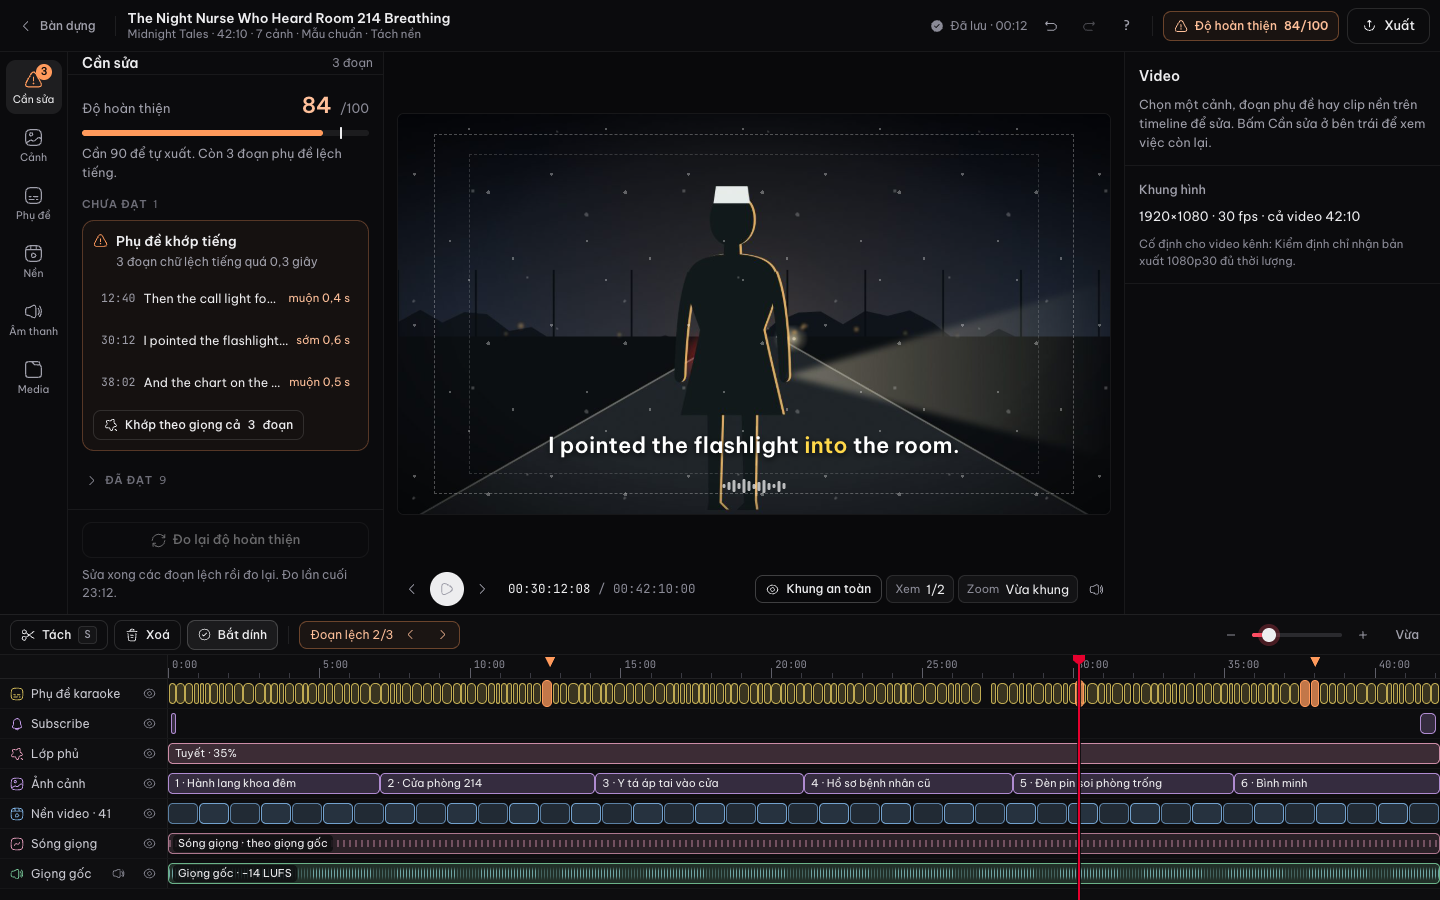 Bàn dựng
The Night Nurse Who Heard Room 214 Breathing
Midnight Tales · 42:10 · 7 cảnh · Mẫu chuẩn · Tách nền
Đã lưu · 00:12
?
Độ hoàn thiện 84/100
Xuất
3
Cần sửa
Cảnh
Phụ đề
Nền
Âm thanh
Media
Cần sửa
3 đoạn
Độ hoàn thiện
84 /100
Cần 90 để tự xuất. Còn 3 đoạn phụ đề lệch
tiếng.
CHƯA ĐẠT 1
Phụ đề khớp tiếng
3 đoạn chữ lệch tiếng quá 0,3 giây
12:40 Then the call light fo... muộn 0,4 s
30:12 I pointed the flashlight... sớm 0,6 s
38:02 And the chart on the ... muộn 0,5 s
Khớp theo giọng cả 3 đoạn
ĐÃ ĐẠT 9
Đo lại độ hoàn thiện
Sửa xong các đoạn lệch rồi đo lại. Đo lần cuối
23:12.
I pointed the flashlight into the room.
00:30:12:08 / 00:42:10:00
Khung an toàn
Xem 1/2
Zoom Vừa khung
Video
Chọn một cảnh, đoạn phụ đề hay clip nền trên
timeline để sửa. Bấm Cần sửa ở bên trái để xem
việc còn lại.
Khung hình
1920×1080 · 30 fps · cả video 42:10
Cố định cho video kênh: Kiểm định chỉ nhận bản
xuất 1080p30 đủ thời lượng.
Tách S
Xoá
Bắt dính
Đoạn lệch 2/3
Vừa
0:00 5:00 10:00 15:00 20:00 25:00 30:00 35:00 40:00
Phụ đề karaoke
Subscribe
Lớp phủ
Tuyết · 35%
Ảnh cảnh
1 · Hành lang khoa đêm
2 · Cửa phòng 214
3 · Y tá áp tai vào cửa
4 · Hồ sơ bệnh nhân cũ
5 · Đèn pin soi phòng trống
6 · Bình minh
Nền video · 41
Sóng giọng
Sóng giọng · theo giọng gốc
Giọng gốc
Giọng gốc · -14 LUFS